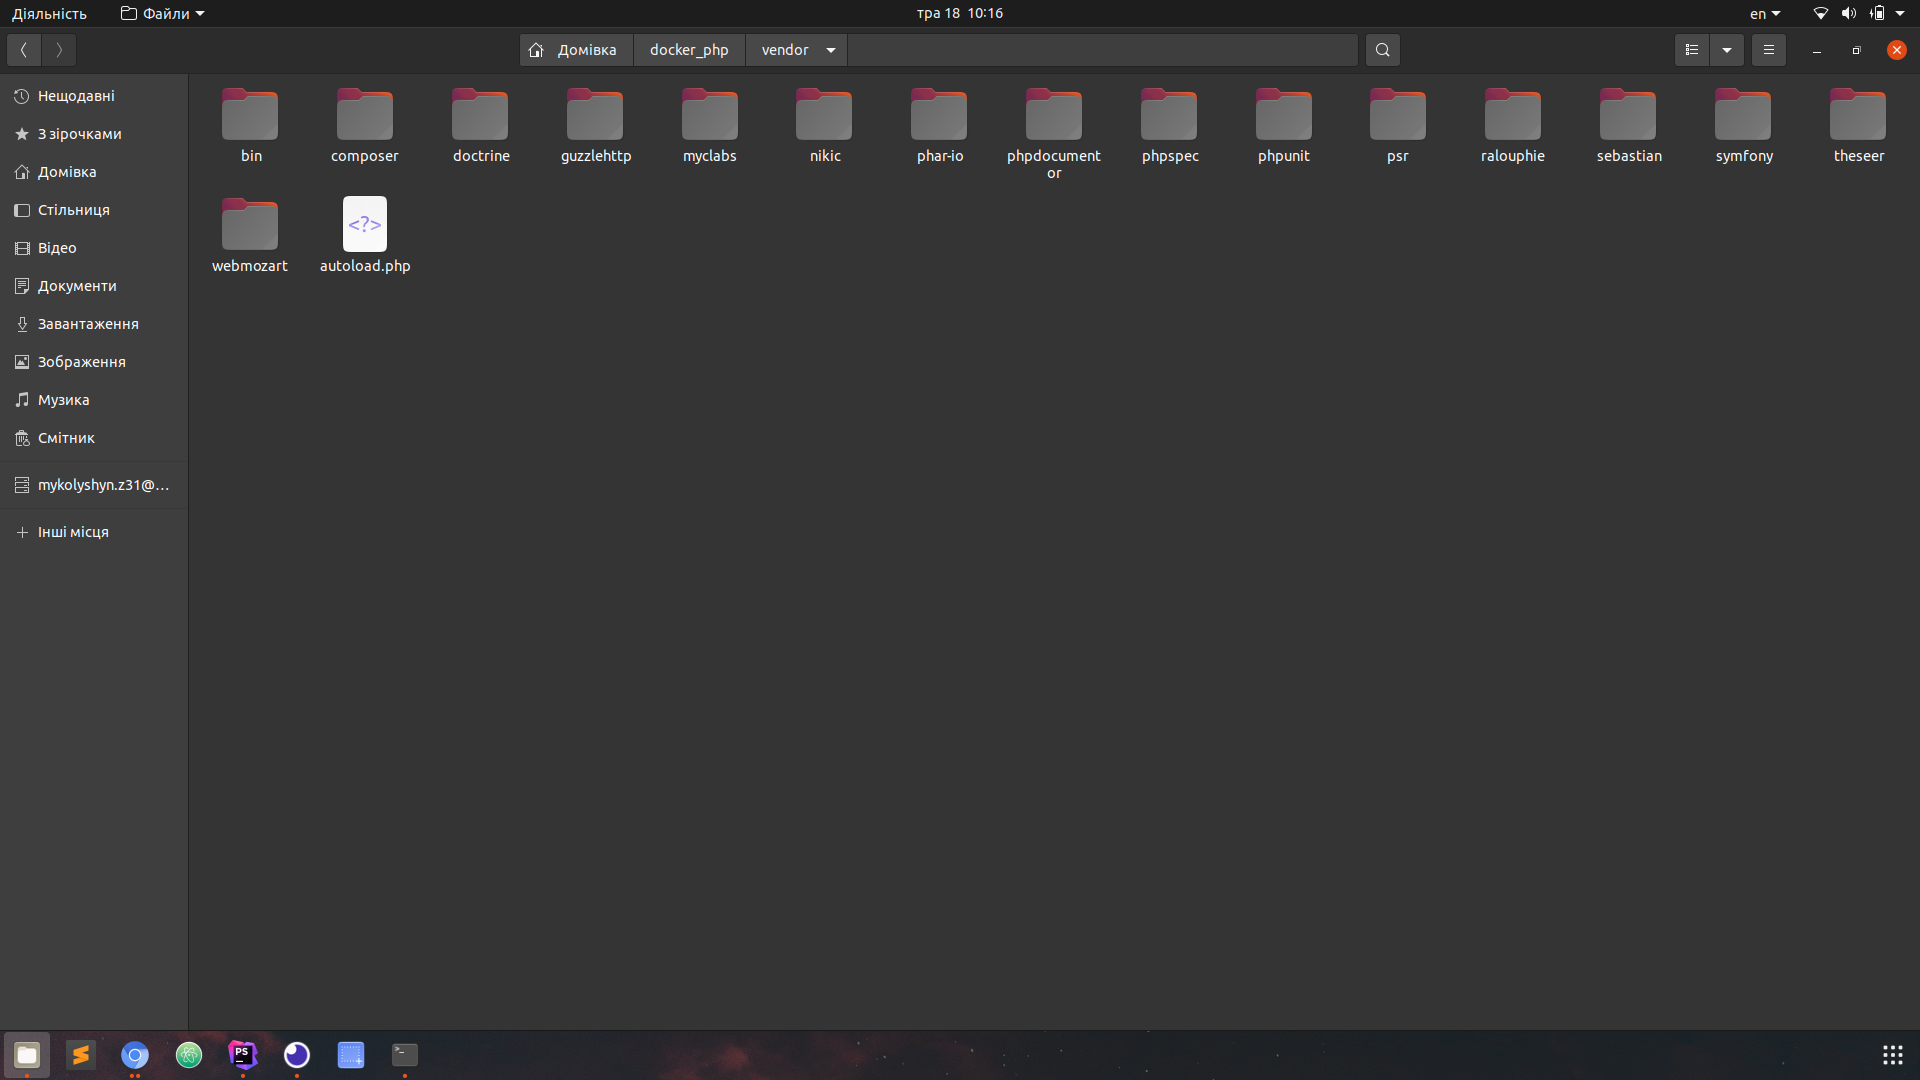 Діяльність
Файли
тра 18 10:16
en
Домівка
docker_php
vendor
Нещодавні
З зірочками
Домівка
Стільниця
Відео
Документи
Завантаження
Зображення
Музика
Смітник
mykolyshyn.z31@…
Інші місця
bin
composer
doctrine
guzzlehttp
myclabs
nikic
phar-io
phpdocument
or
phpspec
phpunit
psr
ralouphie
sebastian
symfony
theseer
webmozart
<?>
autoload.php
PS
>_